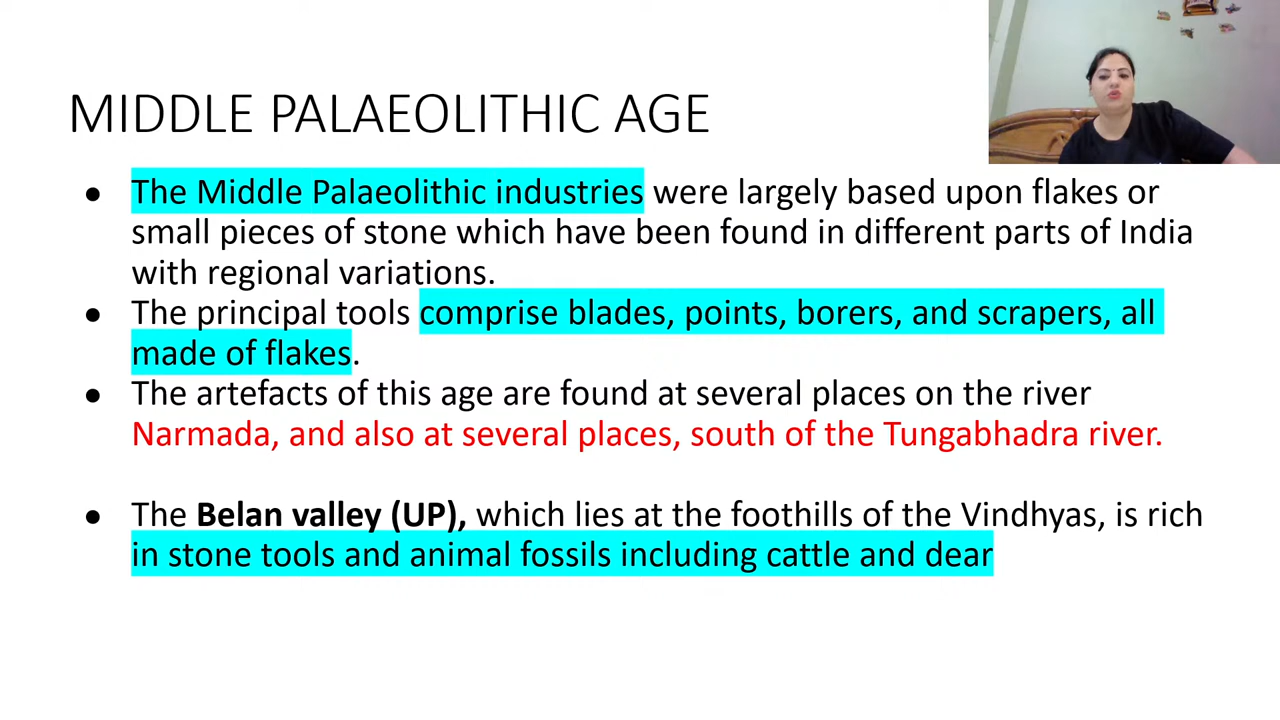 MIDDLE PALAEOLITHIC AGE
● The Middle Palaeolithic industries were largely based upon flakes or
small pieces of stone which have been found in different parts of India
with regional variations.
● The principal tools comprise blades, points, borers, and scrapers, all
made of flakes.
● The artefacts of this age are found at several places on the river
Narmada, and also at several places, south of the Tungabhadra river.
● The Belan valley (UP), which lies at the foothills of the Vindhyas, is rich
in stone tools and animal fossils including cattle and dear